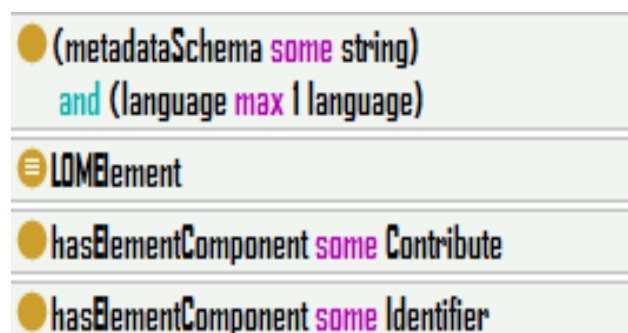 (metadataSchema some string)
and (language max 1 language)
LOMElement
hasElementComponent some Contribute
hasElementComponent some Identifier